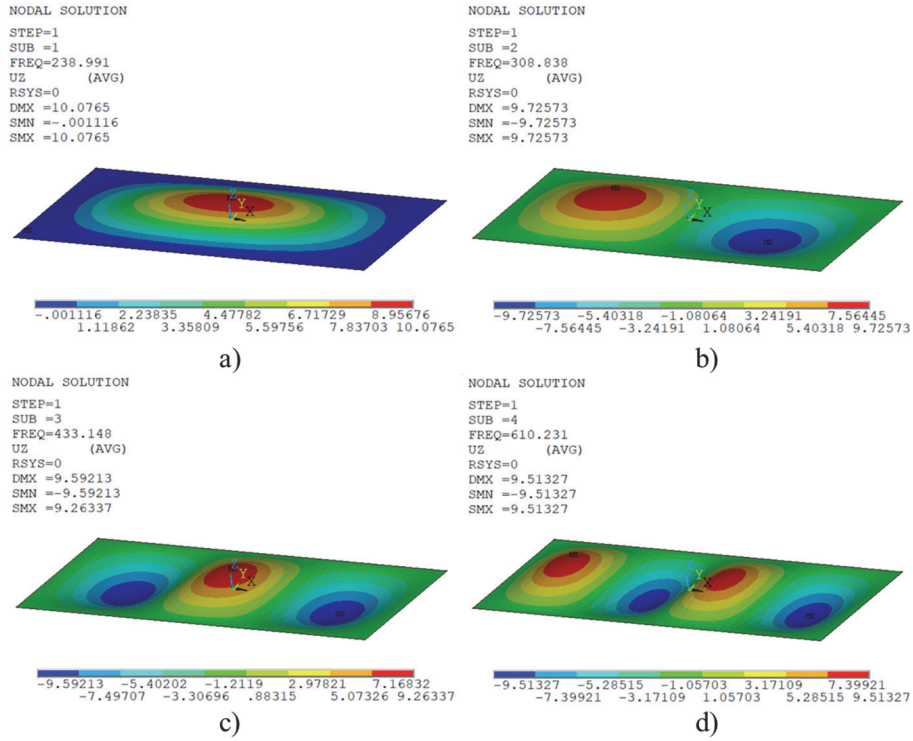 NODAL SOLUTION
STEP=1
SUB =1
FREQ=238.991
UZ (AVG)
RSYS=0
DMX =10.0765
SMN =-.001116
SMX =10.0765
Z
Y
X
-.001116 2.23835 4.47782 6.71729 8.95676
1.11862 3.35809 5.59756 7.83703 10.0765
a)
NODAL SOLUTION
STEP=1
SUB =2
FREQ=308.838
UZ (AVG)
RSYS=0
DMX =9.72573
SMN =-9.72573
SMX =9.72573
MX
Z
Y
X
MN
-9.72573 -5.40318 -1.08064 3.24191 7.56445
-7.56445 -3.24191 1.08064 5.40318 9.72573
b)
NODAL SOLUTION
STEP=1
SUB =3
FREQ=433.148
UZ (AVG)
RSYS=0
DMX =9.59213
SMN =-9.59213
SMX =9.26337
Z
Y
X
MN
-9.59213 -5.40202 -1.2119 2.97821 7.16832
-7.49707 -3.30696 .88315 5.07326 9.26337
c)
NODAL SOLUTION
STEP=1
SUB =4
FREQ=610.231
UZ (AVG)
RSYS=0
DMX =9.51327
SMN =-9.51327
SMX =9.51327
MX
Z
Y
X
MN
-9.51327 -5.28515 -1.05703 3.17109 7.39921
-7.39921 -3.17109 1.05703 5.28515 9.51327
d)